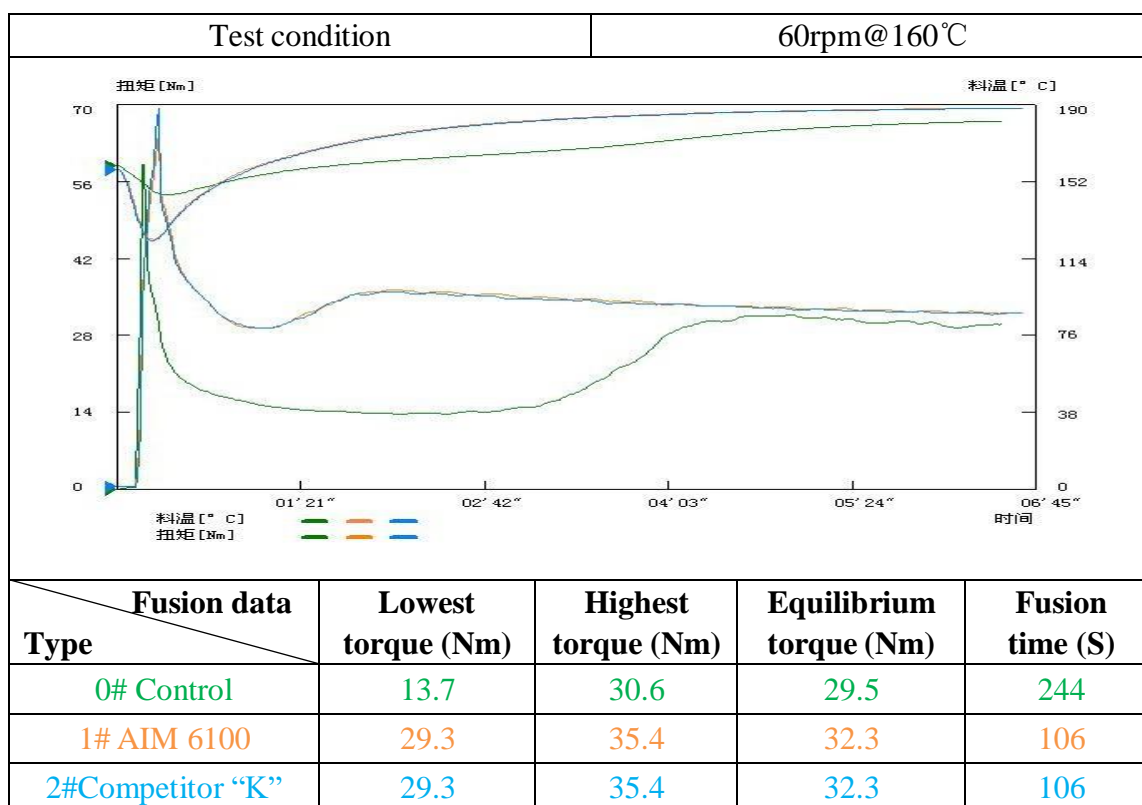 Test condition 60rpm@160℃
扭矩[Nm] 料温[° C]
70 190
56 152
42 114
28 76
14 38
0 0
01'21" 02'42" 04'03" 05'24" 06'45"
料温[° C] 时间
扭矩[Nm]
Fusion data Lowest Highest Equilibrium Fusion
Type torque (Nm) torque (Nm) torque (Nm) time (S)
0# Control 13.7 30.6 29.5 244
1# AIM 6100 29.3 35.4 32.3 106
2#Competitor “K” 29.3 35.4 32.3 106